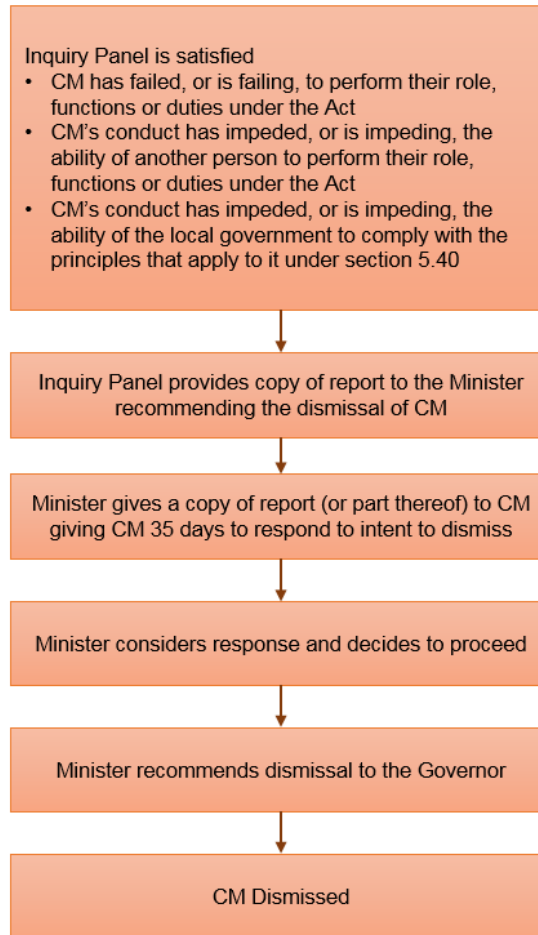 Inquiry Panel is satisfied
• CM has failed, or is failing, to perform their role,
functions or duties under the Act
• CM's conduct has impeded, or is impeding, the
ability of another person to perform their role,
functions or duties under the Act
• CM's conduct has impeded, or is impeding, the
ability of the local government to comply with the
principles that apply to it under section 5.40
Inquiry Panel provides copy of report to the Minister
recommending the dismissal of CM
Minister gives a copy of report (or part thereof) to CM
giving CM 35 days to respond to intent to dismiss
Minister considers response and decides to proceed
Minister recommends dismissal to the Governor
CM Dismissed